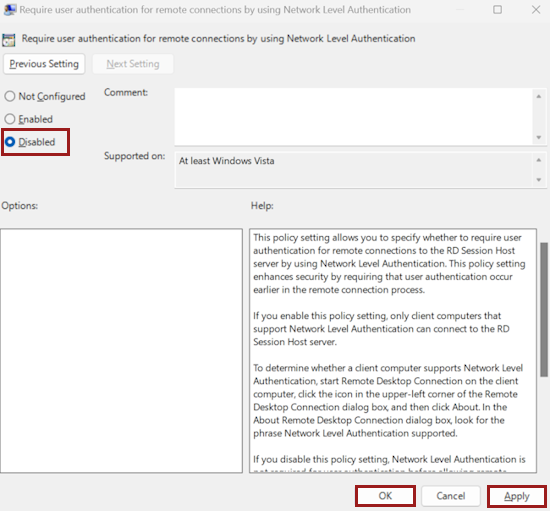 Require user authentication for remote connections by using Network Level Authentication
Require user authentication for remote connections by using Network Level Authentication
Previous Setting
Next Setting
Not Configured
Comment:
Enabled
Disabled
Supported on:
At least Windows Vista
Options:
Help:
This policy setting allows you to specify whether to require user
authentication for remote connections to the RD Session Host
server by using Network Level Authentication. This policy setting
enhances security by requiring that user authentication occur
earlier in the remote connection process.
If you enable this policy setting, only client computers that
support Network Level Authentication can connect to the RD
Session Host server.
To determine whether a client computer supports Network Level
Authentication, start Remote Desktop Connection on the client
computer, click the icon in the upper-left corner of the Remote
Desktop Connection dialog box, and then click About. In the
About Remote Desktop Connection dialog box, look for the
phrase Network Level Authentication supported.
If you disable this policy setting, Network Level Authentication is
not required for user authentication before allowing remote
OK
Cancel
Apply